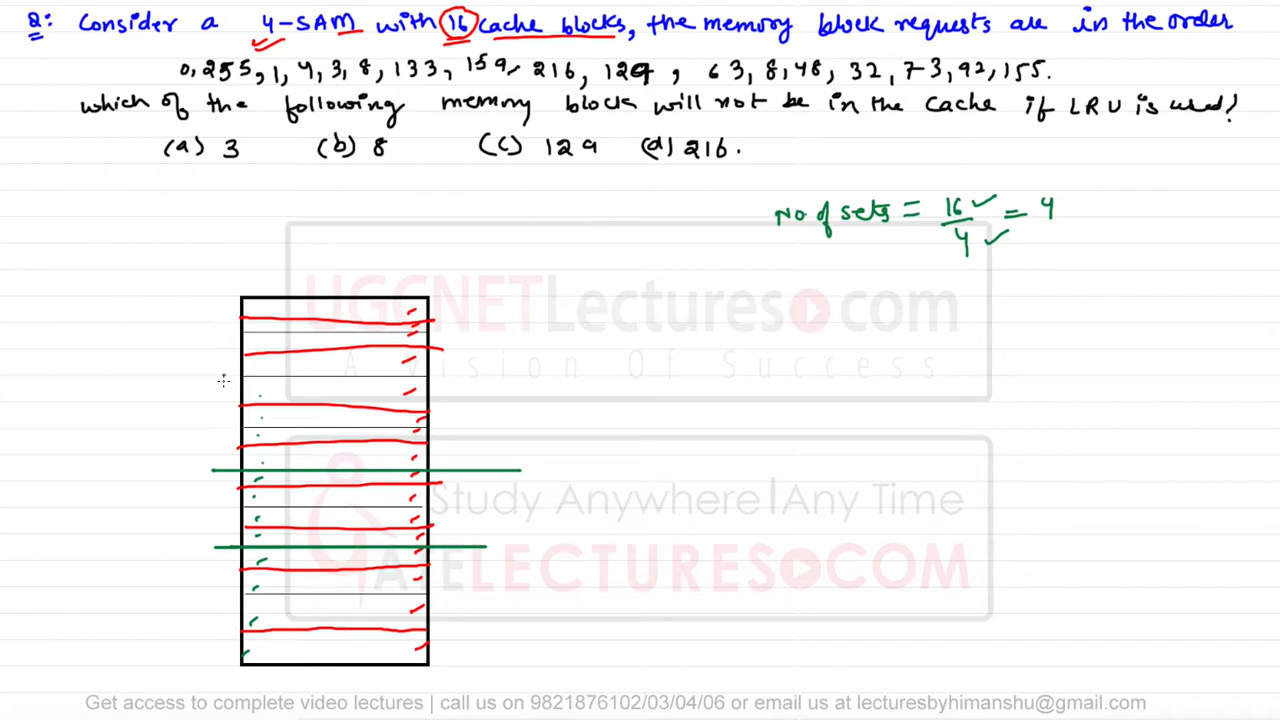 Q: Consider a 4-SAM with 16 cache blocks, the memory block requests are in the order
0, 255, 1, 4, 3, 8, 133, 159, 216, 129, 63, 8, 48, 32, 73, 92, 155.
which of the following memory block will not be in the cache if LRU is used?
(a) 3 (b) 8 (c) 129 (d) 216.
No of sets = 16/4 = 4
UGCNETLectures.com
A Vision Of Success
Study Anywhere|Any Time
GATELECTURES.COM
Get access to complete video lectures | call us on 9821876102/03/04/06 or email us at lecturesbyhimanshu@gmail.com